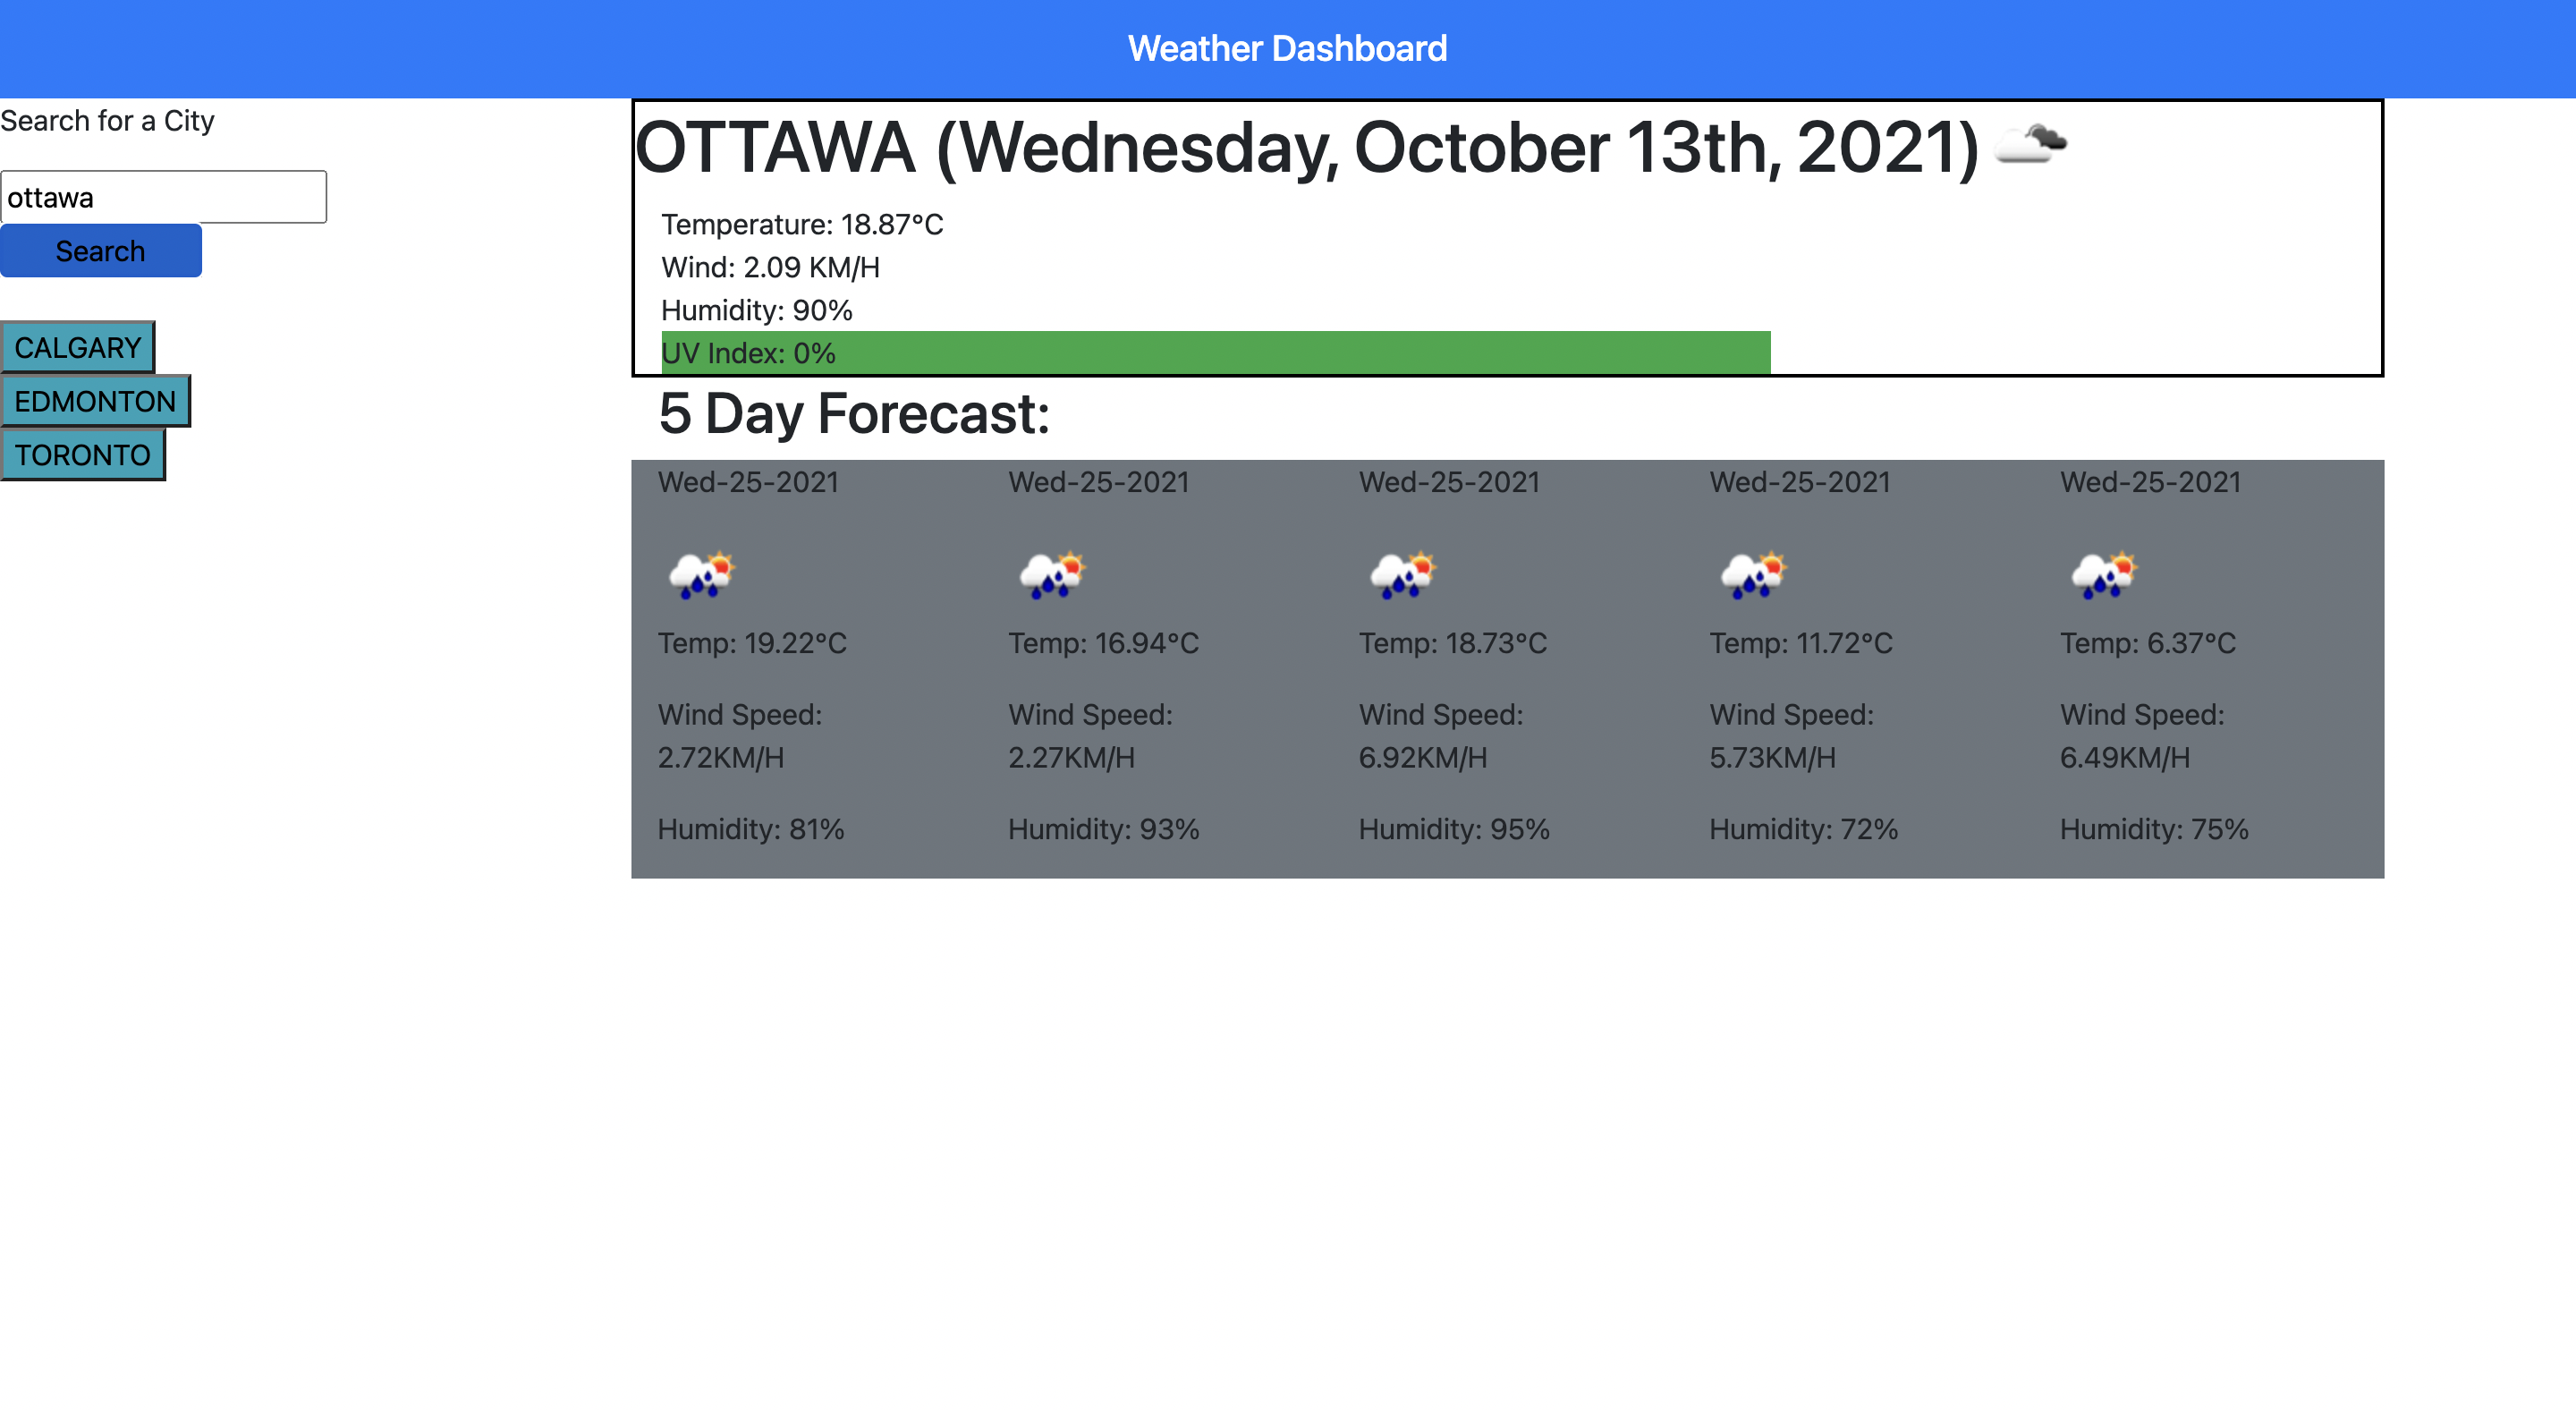 Weather Dashboard
Search for a City
ottawa
Search
CALGARY
EDMONTON
TORONTO
OTTAWA (Wednesday, October 13th, 2021)
Temperature: 18.87°C
Wind: 2.09 KM/H
Humidity: 90%
UV Index: 0%
5 Day Forecast:
Wed-25-2021
Temp: 19.22°C
Wind Speed:
2.72KM/H
Humidity: 81%
Wed-25-2021
Temp: 16.94°C
Wind Speed:
2.27KM/H
Humidity: 93%
Wed-25-2021
Temp: 18.73°C
Wind Speed:
6.92KM/H
Humidity: 95%
Wed-25-2021
Temp: 11.72°C
Wind Speed:
5.73KM/H
Humidity: 72%
Wed-25-2021
Temp: 6.37°C
Wind Speed:
6.49KM/H
Humidity: 75%